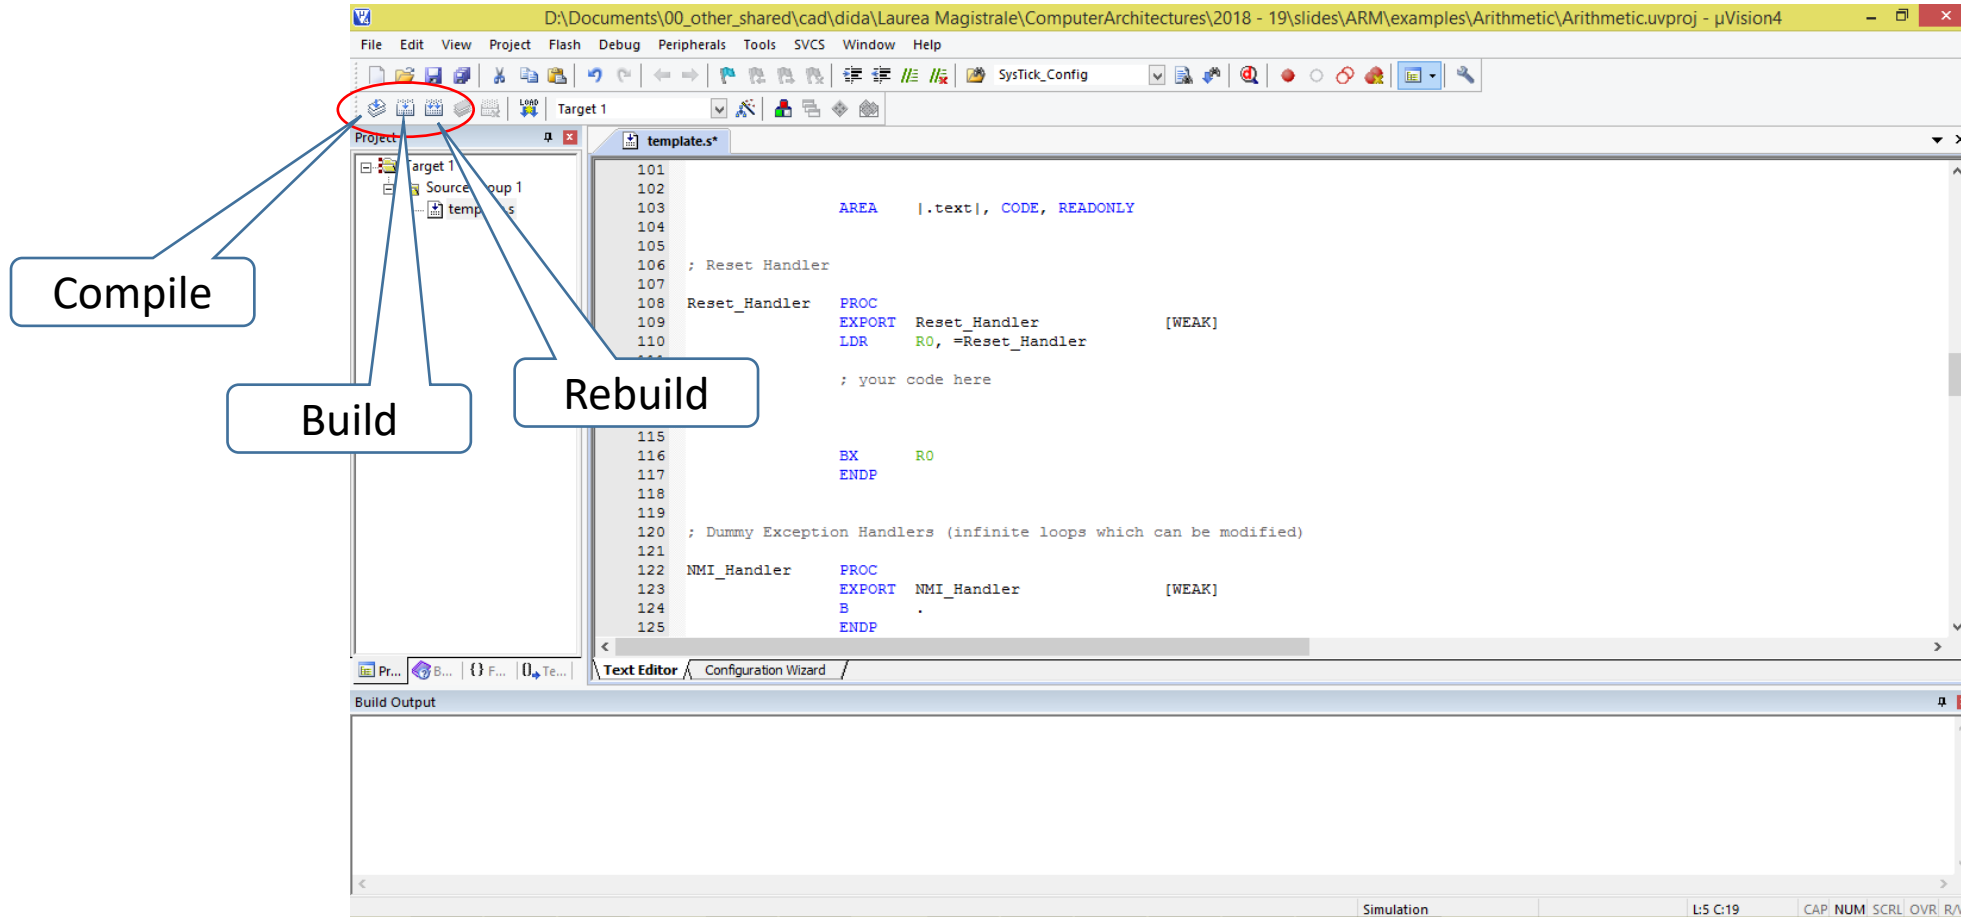 D:\Documents\00_other_shared\cad\dida\Laurea Magistrale\ComputerArchitectures\2018 - 19\slides\ARM\examples\Arithmetic\Arithmetic.uvproj - µVision4
File Edit View Project Flash Debug Peripherals Tools SVCS Window Help
SysTick_Config
LOAD Target 1
Project
template.s*
Target 1
Source Group 1
Compile
Build
Rebuild
101
102
103 AREA |.text|, CODE, READONLY
104
105
106 ; Reset Handler
107
108 Reset_Handler PROC
109 EXPORT Reset_Handler [WEAK]
110 LDR R0, =Reset_Handler
; your code here
115
116 BX R0
117 ENDP
118
119
120 ; Dummy Exception Handlers (infinite loops which can be modified)
121
122 NMI_Handler PROC
123 EXPORT NMI_Handler [WEAK]
124 B .
125 ENDP
Pr... B... {} F... 0 Te...
Text Editor Configuration Wizard
Build Output
Simulation L:5 C:19 CAP NUM SCRL OVR R/